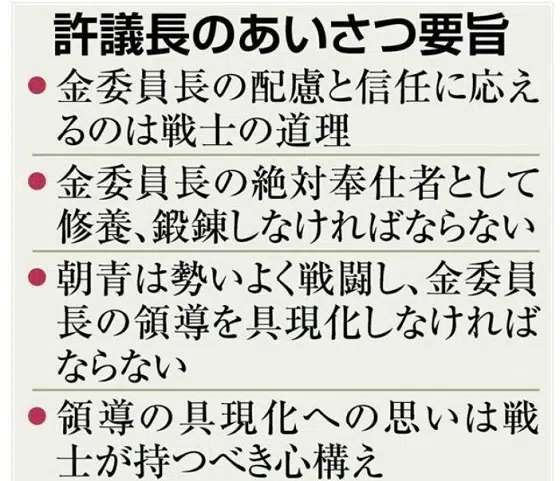 許議長のあいさつ要旨
●金委員長の配慮と信任に応え
るのは戦士の道理
●金委員長の絶対奉仕者として
修養、鍛錬しなければならない
●朝青は勢いよく戦闘し、金委員
長の領導を具現化しなければ
ならない
●領導の具現化への思いは戦
士が持つべき心構え